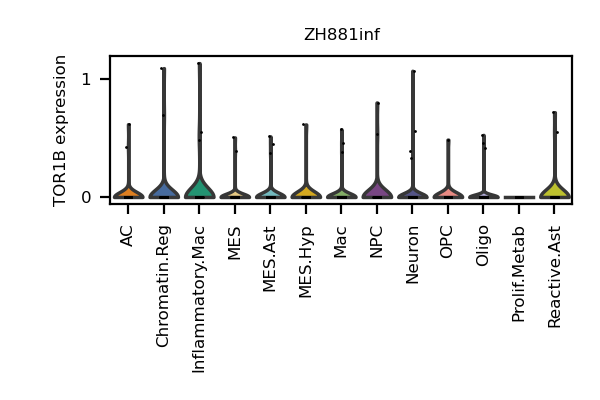 ZH881inf
TOR1B expression
1
0
AC
Chromatin.Reg
Inflammatory.Mac
MES
MES.Ast
MES.Hyp
Mac
NPC
Neuron
OPC
Oligo
Prolif.Metab
Reactive.Ast